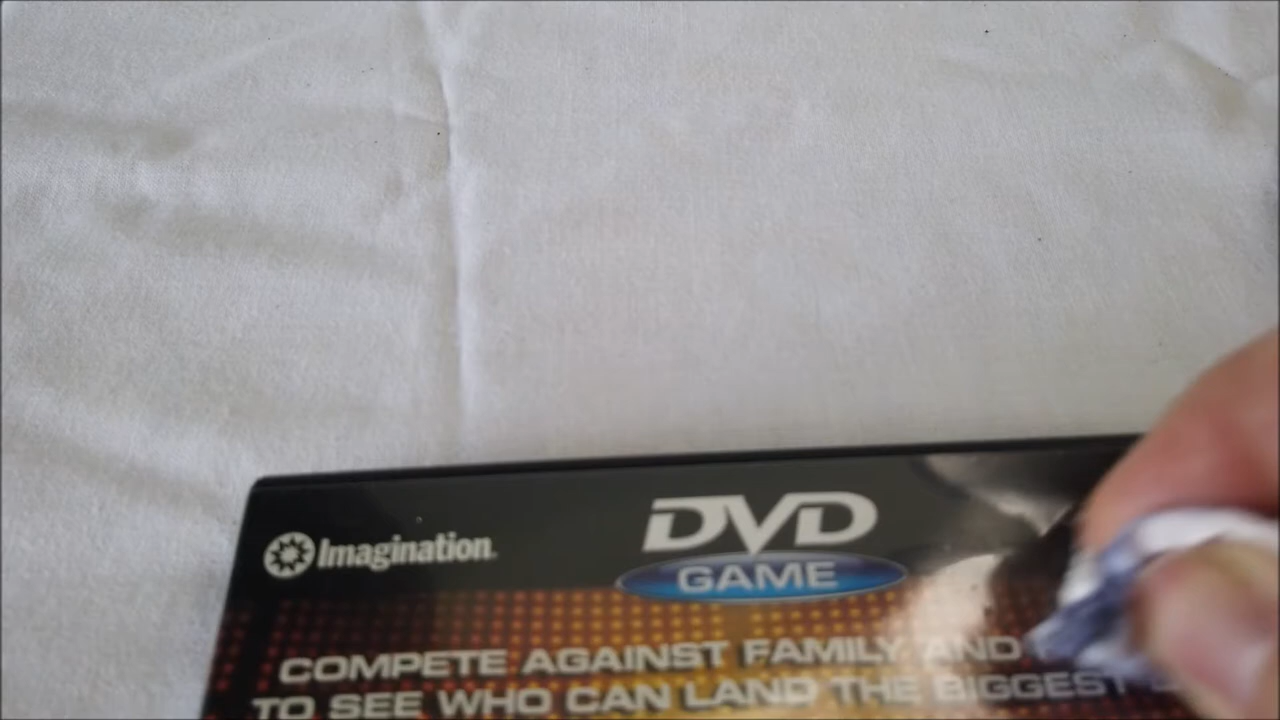 Imagination
DVD
GAME
COMPETE AGAINST FAMILY AND
TO SEE WHO CAN LAND THE BIGGEST